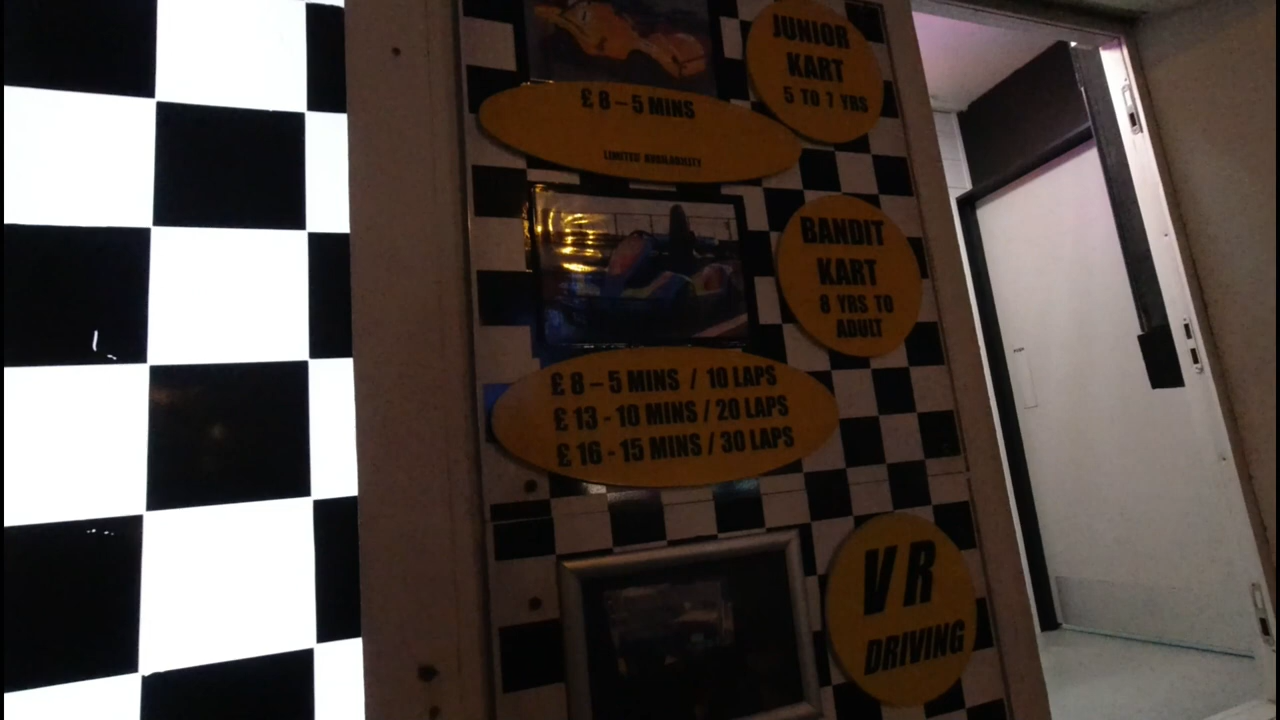 JUNIOR
KART
5 TO 7 YRS
£ 8 – 5 MINS
LIMITED AVAILABILITY
BANDIT
KART
8 YRS TO
ADULT
£ 8 – 5 MINS / 10 LAPS
£ 13 - 10 MINS / 20 LAPS
£ 16 - 15 MINS / 30 LAPS
V R
DRIVING